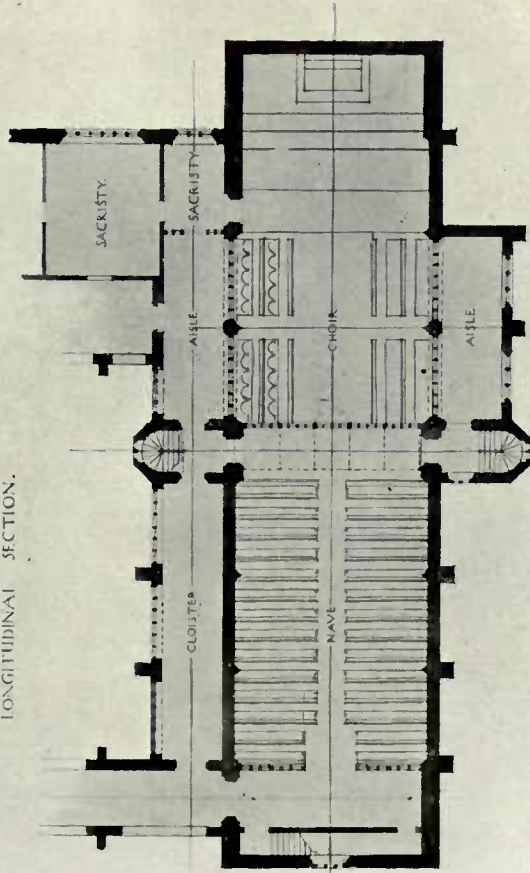 LONGITUDINAL SECTION.
SACRISTY.
SACRISTY
AISLE
CHOIR
AISLE
CLOISTER
NAVE